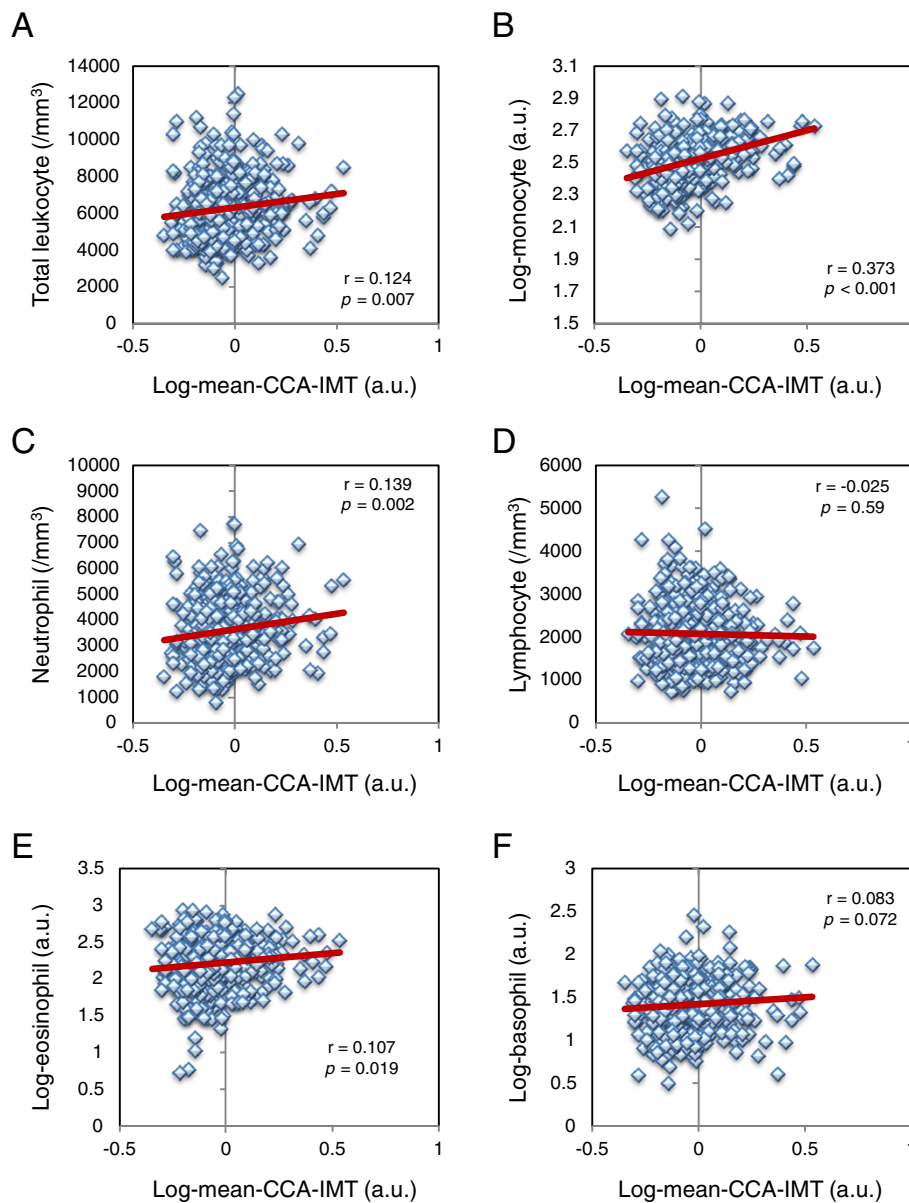 A
Total leukocyte (/mm³)
14000
12000
10000
8000
6000
4000
2000
0
-0.5
0
0.5
1
r = 0.124
p = 0.007
Log-mean-CCA-IMT (a.u.)
B
Log-monocyte (a.u.)
3.1
2.9
2.7
2.5
2.3
2.1
1.9
1.7
1.5
-0.5
0
0.5
1
r = 0.373
p < 0.001
Log-mean-CCA-IMT (a.u.)
C
Neutrophil (/mm³)
10000
9000
8000
7000
6000
5000
4000
3000
2000
1000
0
-0.5
0
0.5
1
r = 0.139
p = 0.002
Log-mean-CCA-IMT (a.u.)
D
Lymphocyte (/mm³)
6000
5000
4000
3000
2000
1000
0
-0.5
0
0.5
1
r = -0.025
p = 0.59
Log-mean-CCA-IMT (a.u.)
E
Log-eosinophil (a.u.)
3.5
3
2.5
2
1.5
1
0.5
0
-0.5
0
0.5
1
r = 0.107
p = 0.019
Log-mean-CCA-IMT (a.u.)
F
Log-basophil (a.u.)
3
2.5
2
1.5
1
0.5
0
-0.5
0
0.5
1
r = 0.083
p = 0.072
Log-mean-CCA-IMT (a.u.)